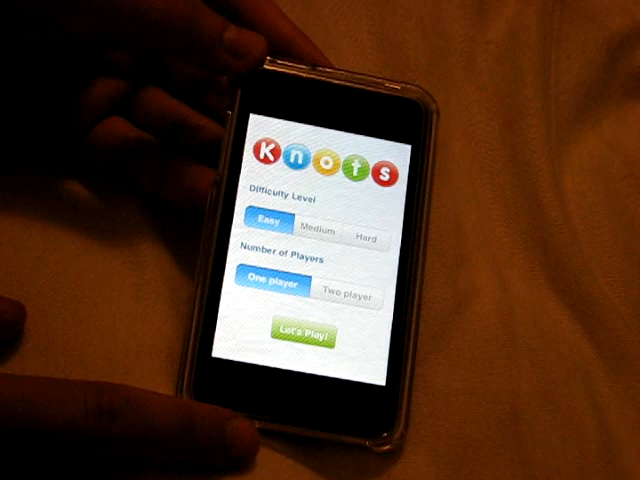 Knots
Difficulty Level
Easy Medium Hard
Number of Players
One player Two player
Let's Play!